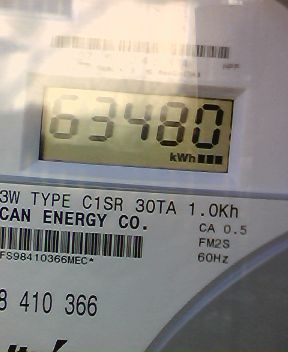 63480
kWh
3W TYPE C1SR 30TA 1.0Kh
CAN ENERGY CO.
CA 0.5
FM2S
60Hz
FS98410366MEC*
8 410 366